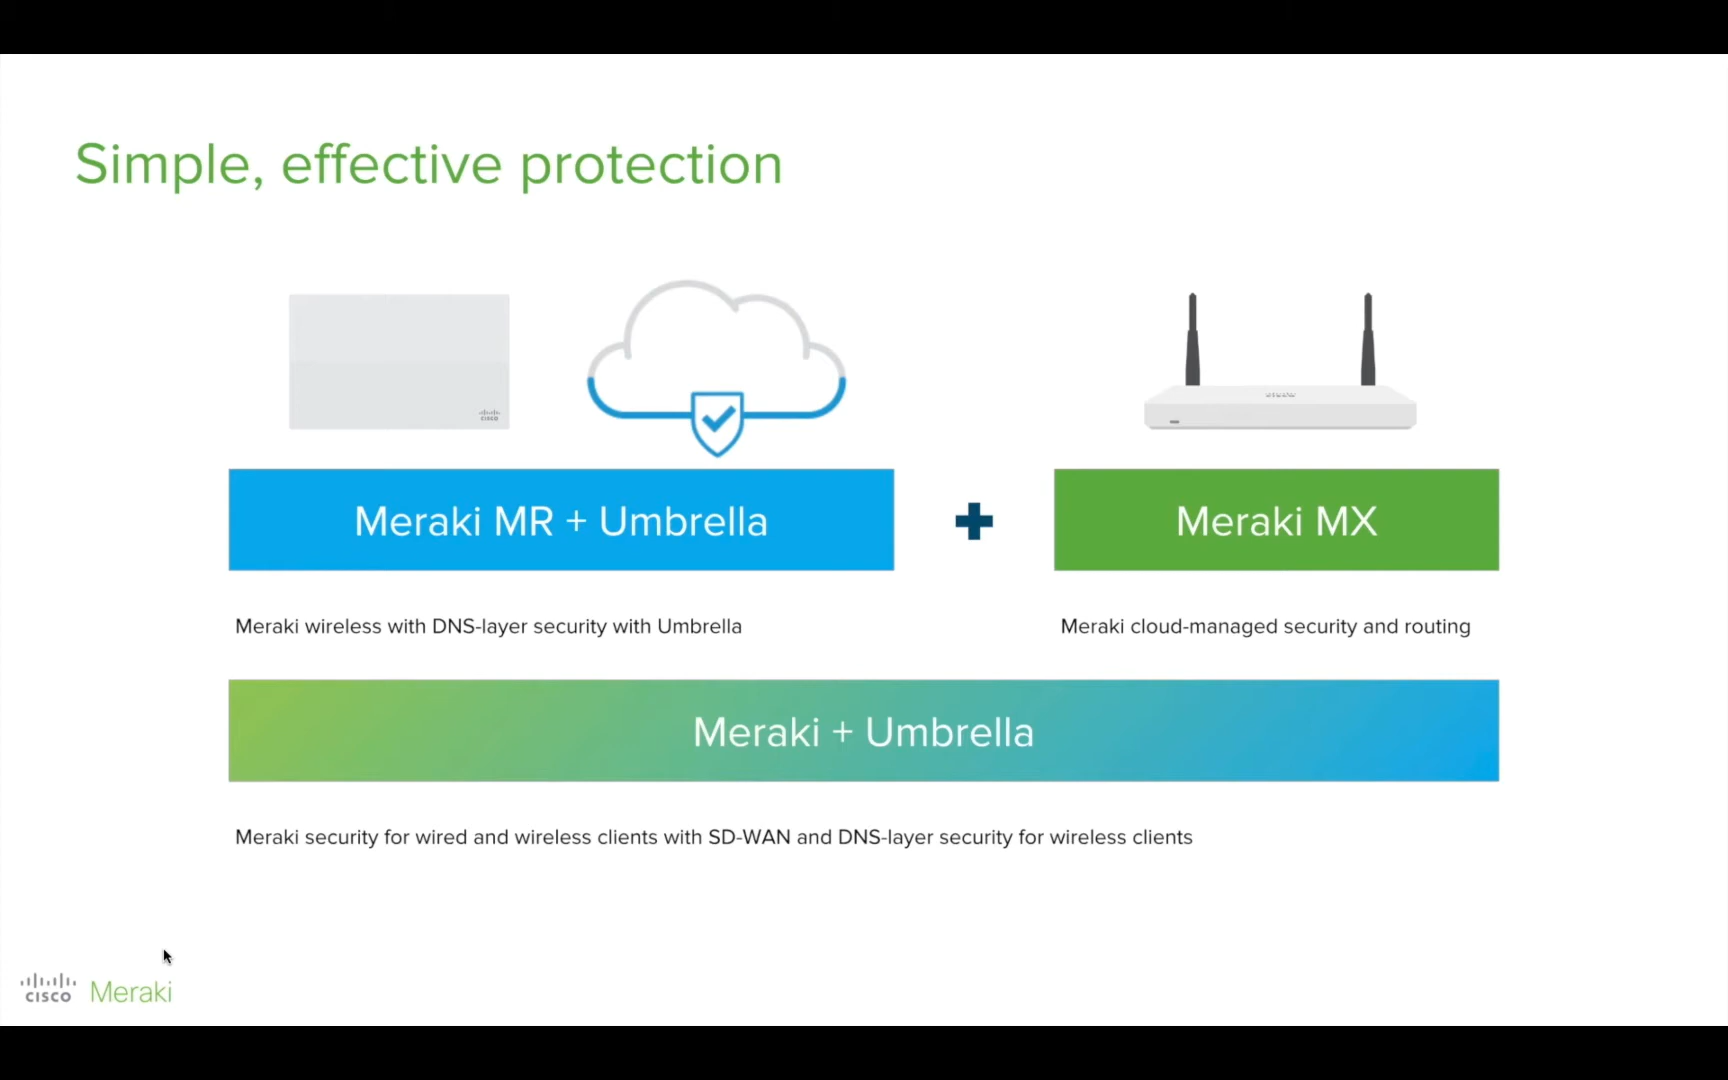 Simple, effective protection
CISCO
CISCO
Meraki MR + Umbrella
Meraki MX
Meraki wireless with DNS-layer security with Umbrella
Meraki cloud-managed security and routing
Meraki + Umbrella
Meraki security for wired and wireless clients with SD-WAN and DNS-layer security for wireless clients
CISCO Meraki